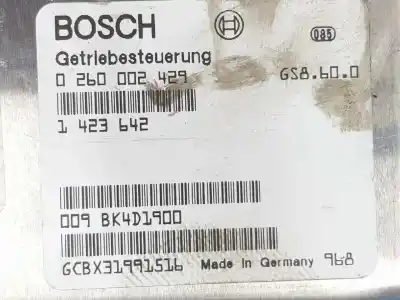 BOSCH
085
Getriebesteuerung
0 260 002 429 GS8.60.0
1 423 642
009 BK4D1900
GCBX31991516 Made in Germany 968